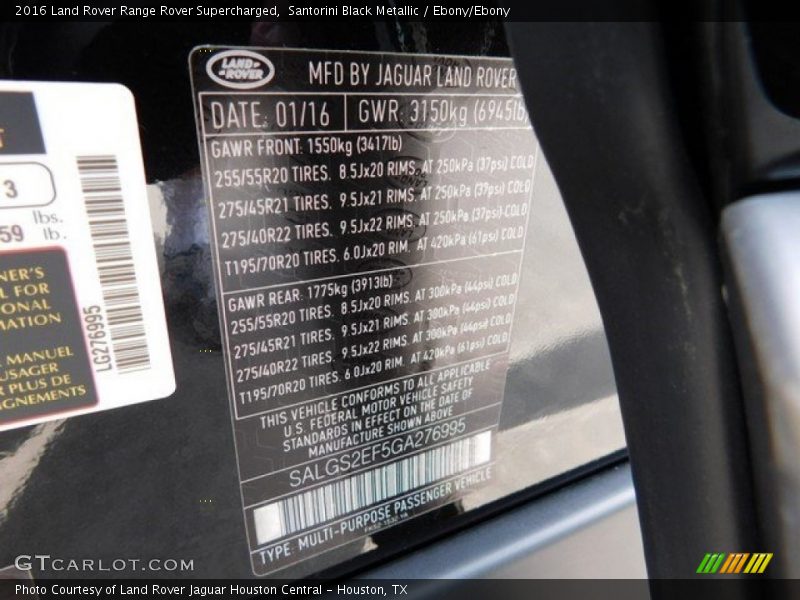 2016 Land Rover Range Rover Supercharged, Santorini Black Metallic / Ebony/Ebony
LAND-
-ROVER
MFD BY JAGUAR LAND ROVER
DATE: 01/16 GWR: 3150kg (6945lb)
GAWR FRONT: 1550kg (3417lb)
255/55R20 TIRES. 8.5Jx20 RIMS. AT 250kPa (37psi) COLD
275/45R21 TIRES. 9.5Jx21 RIMS. AT 250kPa (37psi) COLD
275/40R22 TIRES. 9.5Jx22 RIMS. AT 250kPa (37psi) COLD
T195/70R20 TIRES. 6.0Jx20 RIM. AT 420kPa (61psi) COLD
GAWR REAR: 1775kg (3913lb)
255/55R20 TIRES. 8.5Jx20 RIMS. AT 300kPa (44psi) COLD
275/45R21 TIRES. 9.5Jx21 RIMS. AT 300kPa (44psi) COLD
275/40R22 TIRES. 9.5Jx22 RIMS. AT 300kPa (44psi) COLD
T195/70R20 TIRES. 6.0Jx20 RIM. AT 420kPa (61psi) COLD
THIS VEHICLE CONFORMS TO ALL APPLICABLE
U.S. FEDERAL MOTOR VEHICLE SAFETY
STANDARDS IN EFFECT ON THE DATE OF
MANUFACTURE SHOWN ABOVE
SALGS2EF5GA276995
TYPE: MULTI-PURPOSE PASSENGER VEHICLE
T
3
lbs.
59 lb.
NER'S
L FOR
ONAL
MATION
MANUEL
USAGER
R PLUS DE
IGNEMENTS
LG276995
GTCARLOT.COM
Photo Courtesy of Land Rover Jaguar Houston Central - Houston, TX